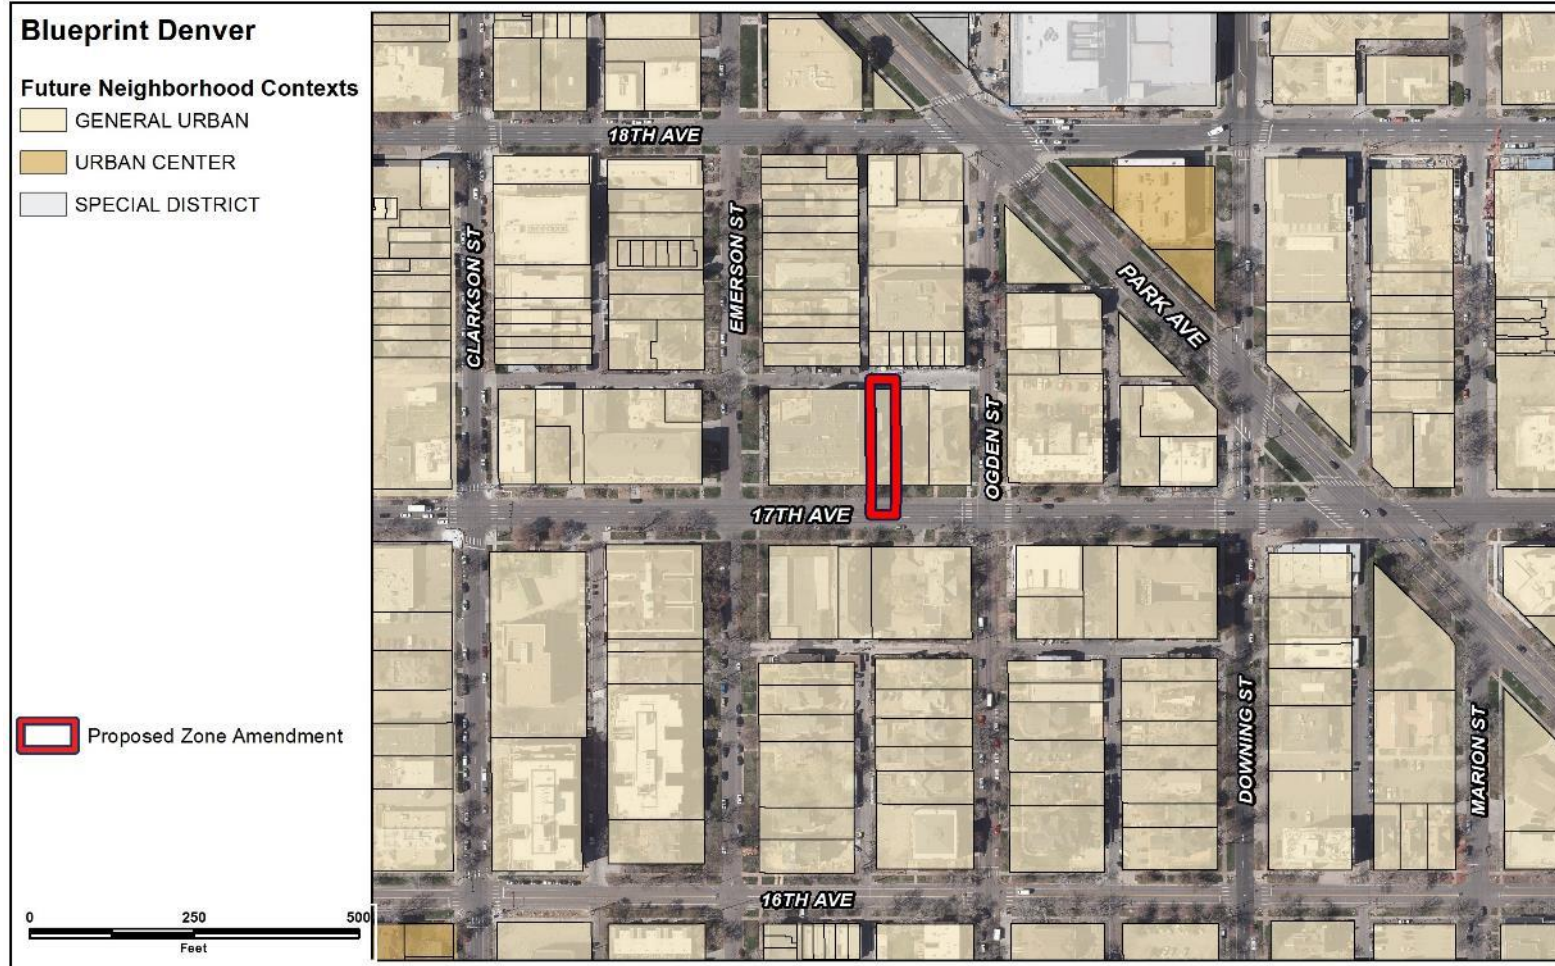 Blueprint Denver
Future Neighborhood Contexts
GENERAL URBAN
URBAN CENTER
SPECIAL DISTRICT
18TH AVE
CLARKSON ST
EMERSON ST
PARK AVE
OGDEN ST
17TH AVE
DOWNING ST
MARION ST
Proposed Zone Amendment
16TH AVE
0 250 500
Feet